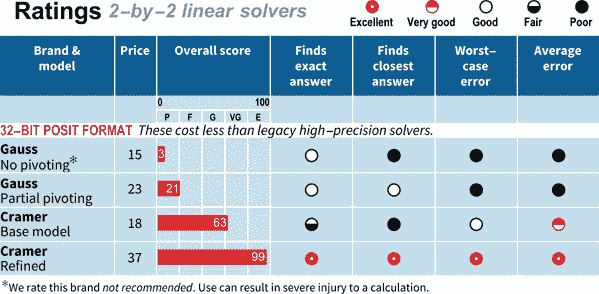 Ratings 2-by-2 linear solvers
Excellent Very good Good Fair Poor
Brand & model Price Overall score Finds exact answer Finds closest answer Worst–case error Average error
0 100
P F G VG E
32–BIT POSIT FORMAT These cost less than legacy high–precision solvers.
Gauss
No pivoting* 15 3
Gauss
Partial pivoting 23 21
Cramer
Base model 18 63
Cramer
Refined 37 99
*We rate this brand not recommended. Use can result in severe injury to a calculation.